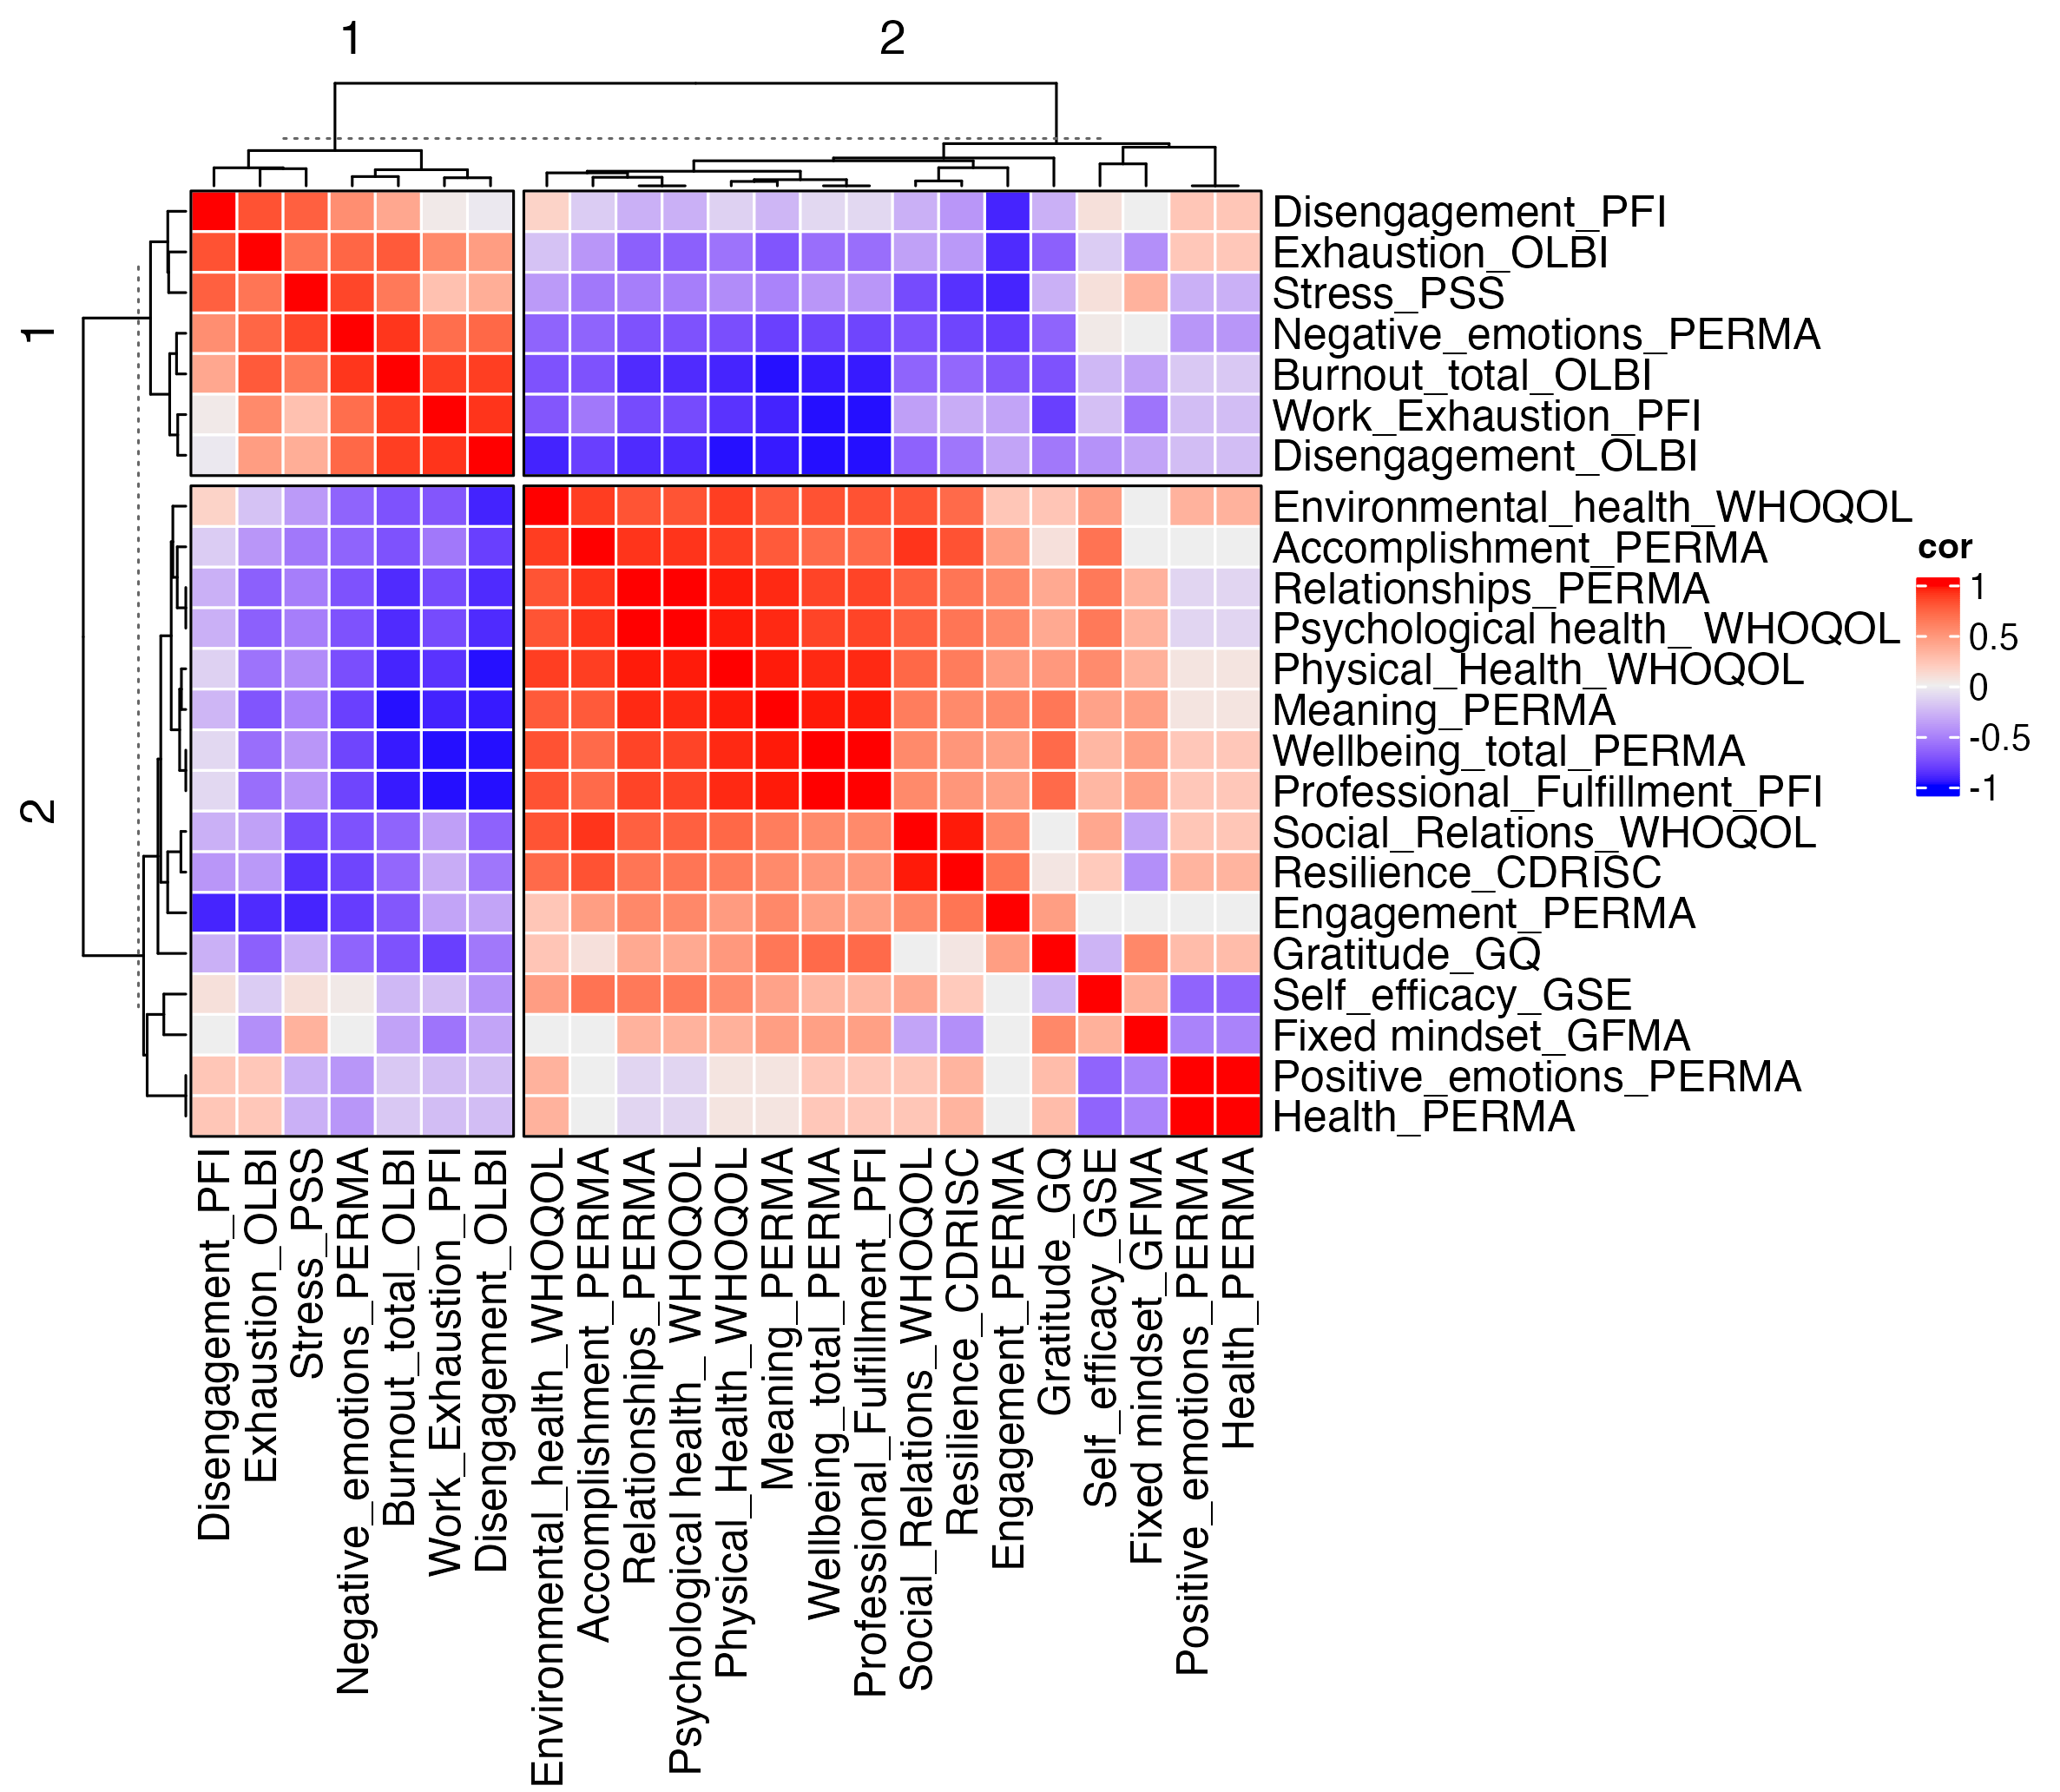 1
2
1
2
Disengagement_PFI
Exhaustion_OLBI
Stress_PSS
Negative_emotions_PERMA
Burnout_total_OLBI
Work_Exhaustion_PFI
Disengagement_OLBI
Environmental_health_WHOQOL
Accomplishment_PERMA
Relationships_PERMA
Psychological health_ WHOQOL
Physical_Health_WHOQOL
Meaning_PERMA
Wellbeing_total_PERMA
Professional_Fulfillment_PFI
Social_Relations_WHOQOL
Resilience_CDRISC
Engagement_PERMA
Gratitude_GQ
Self_efficacy_GSE
Fixed mindset_GFMA
Positive_emotions_PERMA
Health_PERMA
cor
1
0.5
0
-0.5
-1
Disengagement_PFI
Exhaustion_OLBI
Stress_PSS
Negative_emotions_PERMA
Burnout_total_OLBI
Work_Exhaustion_PFI
Disengagement_OLBI
Environmental_health_WHOQOL
Accomplishment_PERMA
Relationships_PERMA
Psychological health_ WHOQOL
Physical_Health_WHOQOL
Meaning_PERMA
Wellbeing_total_PERMA
Professional_Fulfillment_PFI
Social_Relations_WHOQOL
Resilience_CDRISC
Engagement_PERMA
Gratitude_GQ
Self_efficacy_GSE
Fixed mindset_GFMA
Positive_emotions_PERMA
Health_PERMA